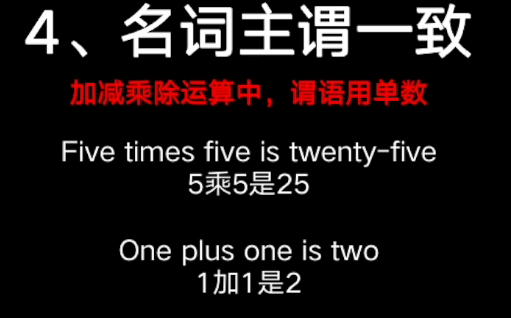 4、名词主谓一致
加减乘除运算中，谓语用单数
Five times five is twenty-five
5乘5是25
One plus one is two
1加1是2